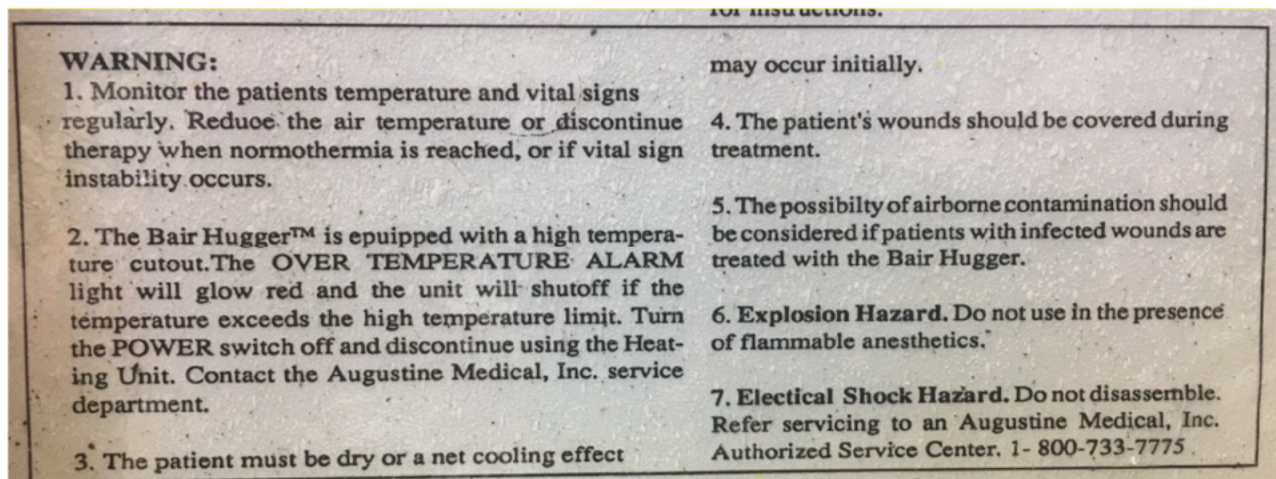 for instructions.
WARNING:
1. Monitor the patients temperature and vital signs
regularly. Reduce the air temperature or discontinue
therapy when normothermia is reached, or if vital sign
instability occurs.
2. The Bair Hugger™ is epuipped with a high tempera-
ture cutout.The OVER TEMPERATURE ALARM
light will glow red and the unit will shutoff if the
temperature exceeds the high temperature limit. Turn
the POWER switch off and discontinue using the Heat-
ing Unit. Contact the Augustine Medical, Inc. service
department.
3. The patient must be dry or a net cooling effect
may occur initially.
4. The patient's wounds should be covered during
treatment.
5. The possibilty of airborne contamination should
be considered if patients with infected wounds are
treated with the Bair Hugger.
6. Explosion Hazard. Do not use in the presence
of flammable anesthetics.
7. Electical Shock Hazard. Do not disassemble.
Refer servicing to an Augustine Medical, Inc.
Authorized Service Center. 1- 800-733-7775